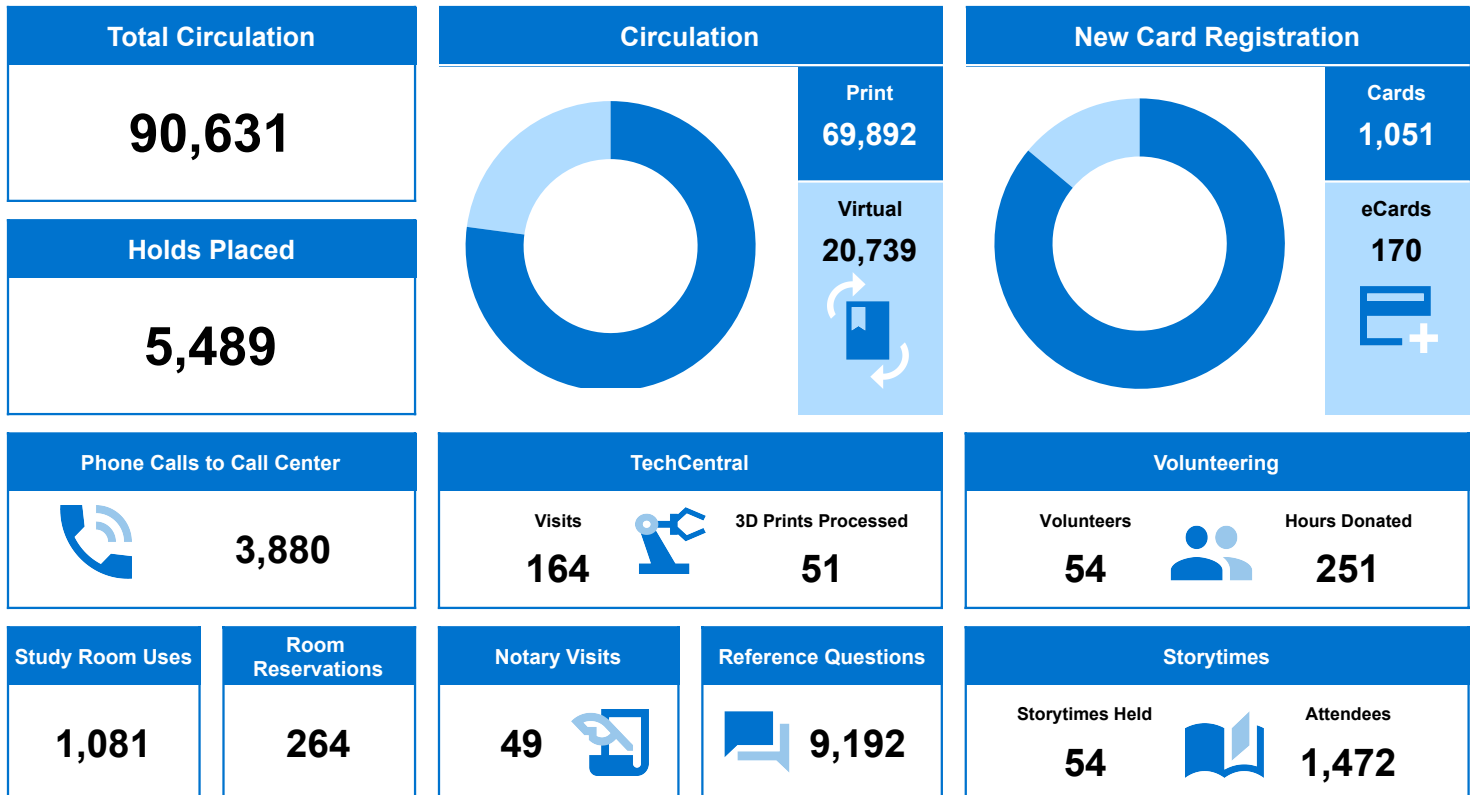 Total Circulation
90,631
Holds Placed
5,489
Circulation
Print
69,892
Virtual
20,739
New Card Registration
Cards
1,051
eCards
170
Phone Calls to Call Center
3,880
TechCentral
Visits
164
3D Prints Processed
51
Volunteering
Volunteers
54
Hours Donated
251
Study Room Uses
1,081
Room
Reservations
264
Notary Visits
49
Reference Questions
9,192
Storytimes
Storytimes Held
54
Attendees
1,472